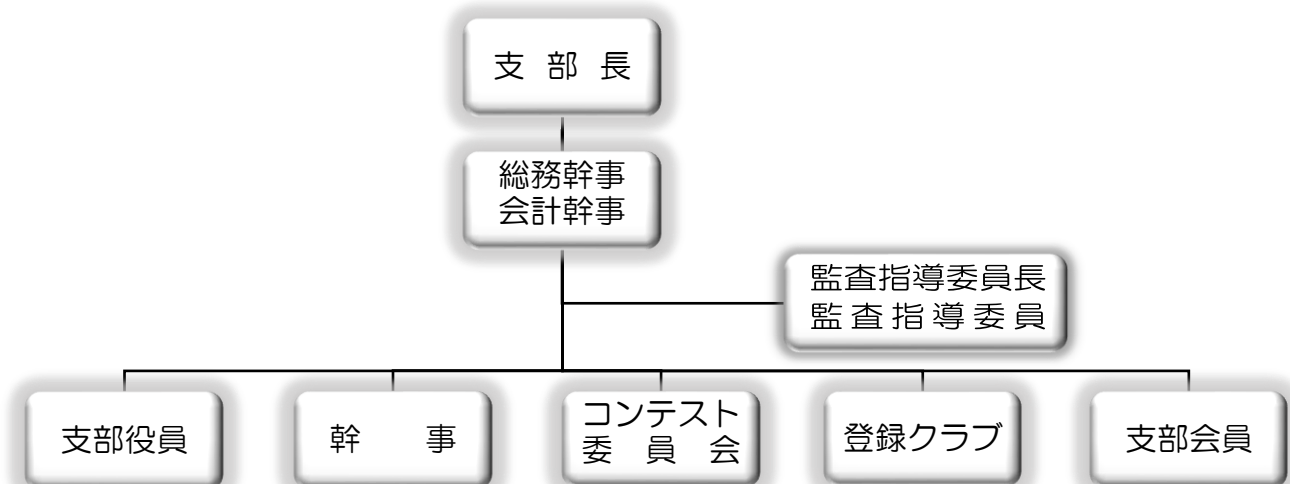 支部長
総務幹事
会計幹事
監査指導委員長
監査指導委員
支部役員
幹事
コンテスト
委員会
登録クラブ
支部会員